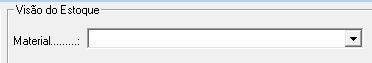 Visão do Estoque
Material.........: